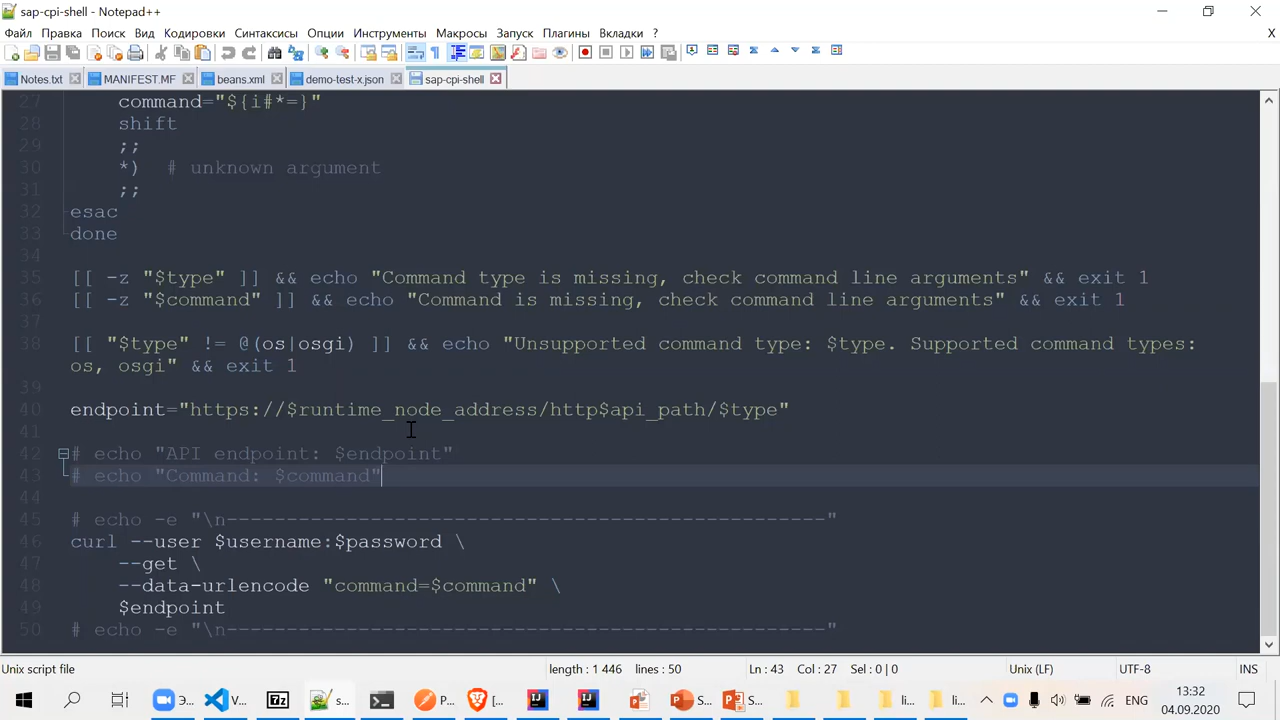 sap-cpi-shell - Notepad++
Файл Правка Поиск Вид Кодировки Синтаксисы Опции Инструменты Макросы Запуск Плагины Вкладки ? X
Notes.txt MANIFEST.MF beans.xml demo-test-x.json sap-cpi-shell
27 command="${i#*=}"
28 shift
29 ;;
30 *) # unknown argument
31 ;;
32 esac
33 done
34
35 [[ -z "$type" ]] && echo "Command type is missing, check command line arguments" && exit 1
36 [[ -z "$command" ]] && echo "Command is missing, check command line arguments" && exit 1
37
38 [[ "$type" != @(os|osgi) ]] && echo "Unsupported command type: $type. Supported command types:
os, osgi" && exit 1
39
40 endpoint="https://$runtime_node_address/http$api_path/$type"
41
42 # echo "API endpoint: $endpoint"
43 # echo "Command: $command"
44
45 # echo -e "\n--------------------------------------------------"
46 curl --user $username:$password \
47 --get \
48 --data-urlencode "command=$command" \
49 $endpoint
50 # echo -e "\n--------------------------------------------------"
Unix script file length : 1 446 lines : 50 Ln : 43 Col : 27 Sel : 0 | 0 Unix (LF) UTF-8 INS
Э... V... s... P... [... S... S... li... li... ENG 13:32
04.09.2020